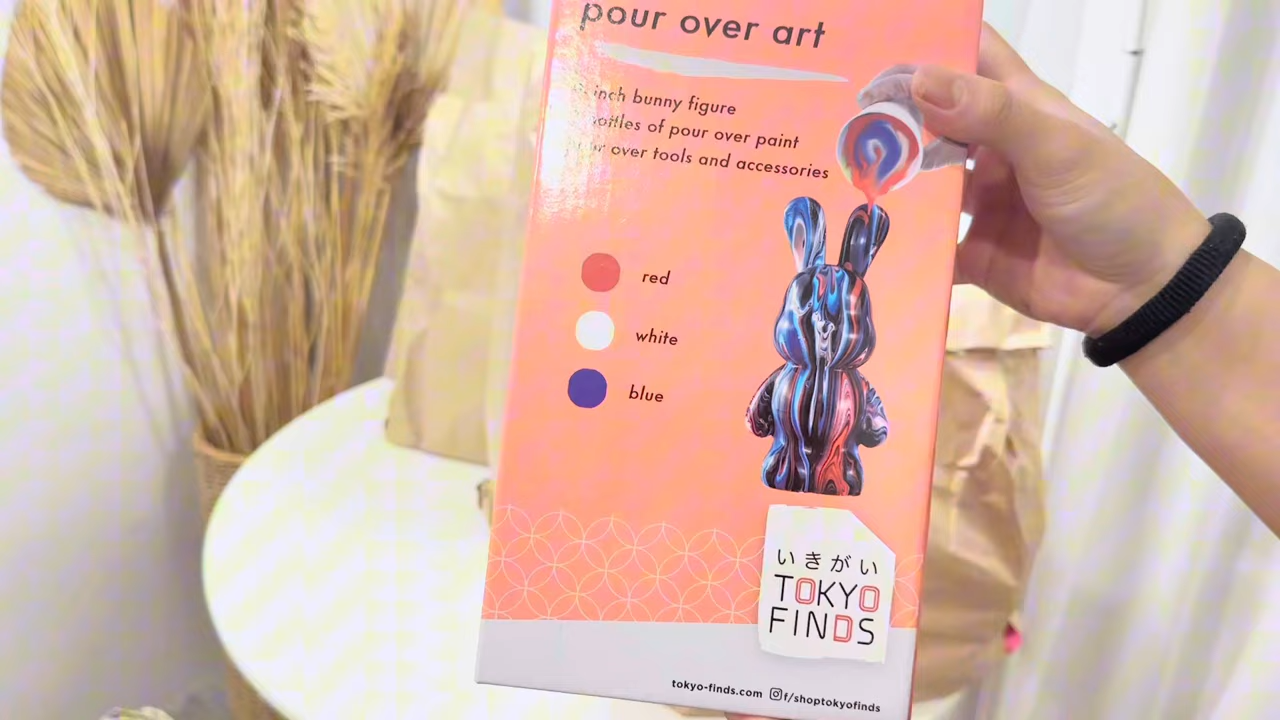 pour over art
inch bunny figure
bottles of pour over paint
over tools and accessories
red
white
blue
いきがい
TOKYO
FINDS
tokyo-finds.com f/shoptokyofinds